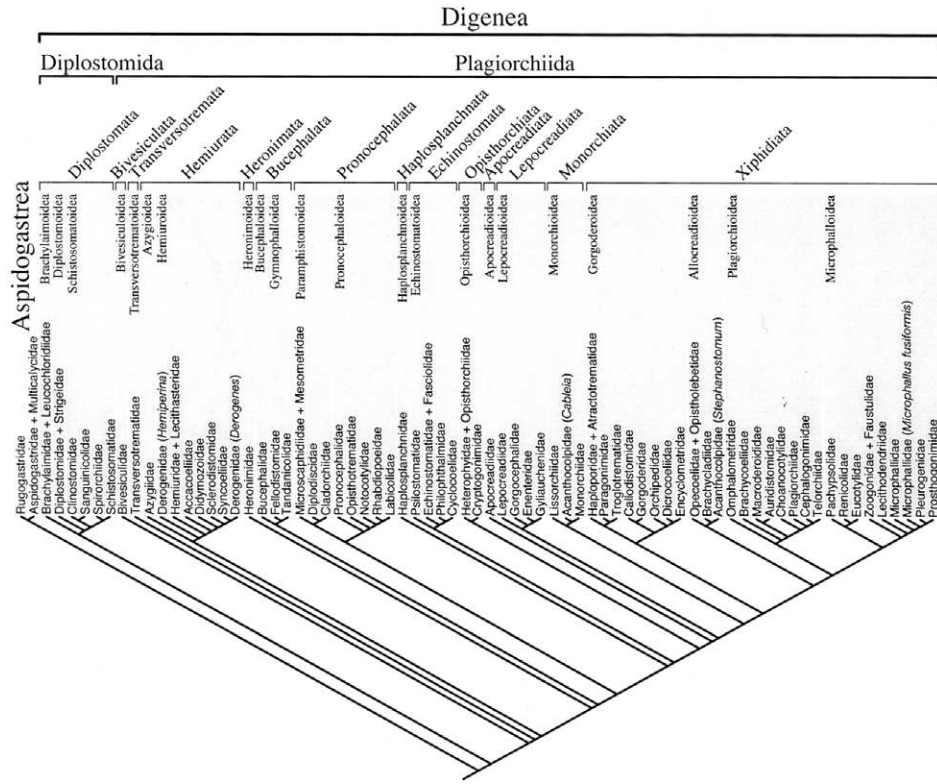 Digenea
Diplostomida
Plagiorchiida
Diplostomata
Bivesiculata
Transversotremata
Hemiurata
Heronimata
Bucephalata
Pronocephalata
Haplosplanchnata
Echinostomata
Opisthorchiata
Apocreadiata
Lepocreadiata
Monorchiata
Xiphidiata
Aspidogastrea
Brachylaimoidea
Diplostomoidea
Schistosomatoidea
Bivesiculoidea
Transversotrematoidea
Azygioidea
Hemiuroidea
Heronimoidea
Bucephaloidea
Gymnophalloidea
Paramphistomoidea
Pronocephaloidea
Haplosplanchnoidea
Echinostomatoidea
Opisthorchioidea
Apocreadioidea
Lepocreadioidea
Monorchioidea
Gorgoderoidea
Allocreadioidea
Plagiorchioidea
Microphalloidea
Rugogastridae
Aspidogastridae + Multicalycidae
Brachylaimidae + Leucochloridiidae
Diplostomidae + Strigeidae
Clinostomidae
Sanguinicolidae
Spirorchiidae
Schistosomatidae
Bivesiculidae
Transversotrematidae
Azygiidae
Derogenidae (Hemiperina)
Hemiuridae + Lecithasteridae
Accacoeliidae
Didymozoidae
Sclerodistomidae
Syncoeliidae
Derogenidae (Derogenes)
Heronimidae
Bucephalidae
Fellodistomidae
Tandanicolidae
Microscaphidiidae + Mesometridae
Diplodiscidae
Cladorchiidae
Pronocephalidae
Opisthotrematidae
Notocotylidae
Rhabdiopoeidae
Labicolidae
Haplosplanchnidae
Psilostomatidae
Echinostomatidae + Fasciolidae
Philophthalmidae
Cyclocoelidae
Heterophyidae + Opisthorchiidae
Cryptogonimidae
Apocreadiidae
Lepocreadiidae
Gorgocephalidae
Enenteridae
Gyliauchenidae
Lissorchiidae
Acanthocolpidae (Cableia)
Monorchiidae
Haploporidae + Atractotrematidae
Paragonimidae
Troglotrematidae
Callodistomidae
Gorgoderidae
Orchipedidae
Dicrocoeliidae
Encyclometridae
Opecoelidae + Opistholebetidae
Brachycladiidae
Acanthocolpidae (Stephanostomum)
Omphalometridae
Brachycoeliidae
Macroderoididae
Auridistomidae
Choanocotylidae
Plagiorchiidae
Cephalogonimidae
Telorchiidae
Pachypsolidae
Renicolidae
Eucotylidae
Zoogonidae + Faustulidae
Lecithodendriidae
Microphallidae
Microphallidae (Microphallus fusiformis)
Pleurogenidae
Prosthogonimidae